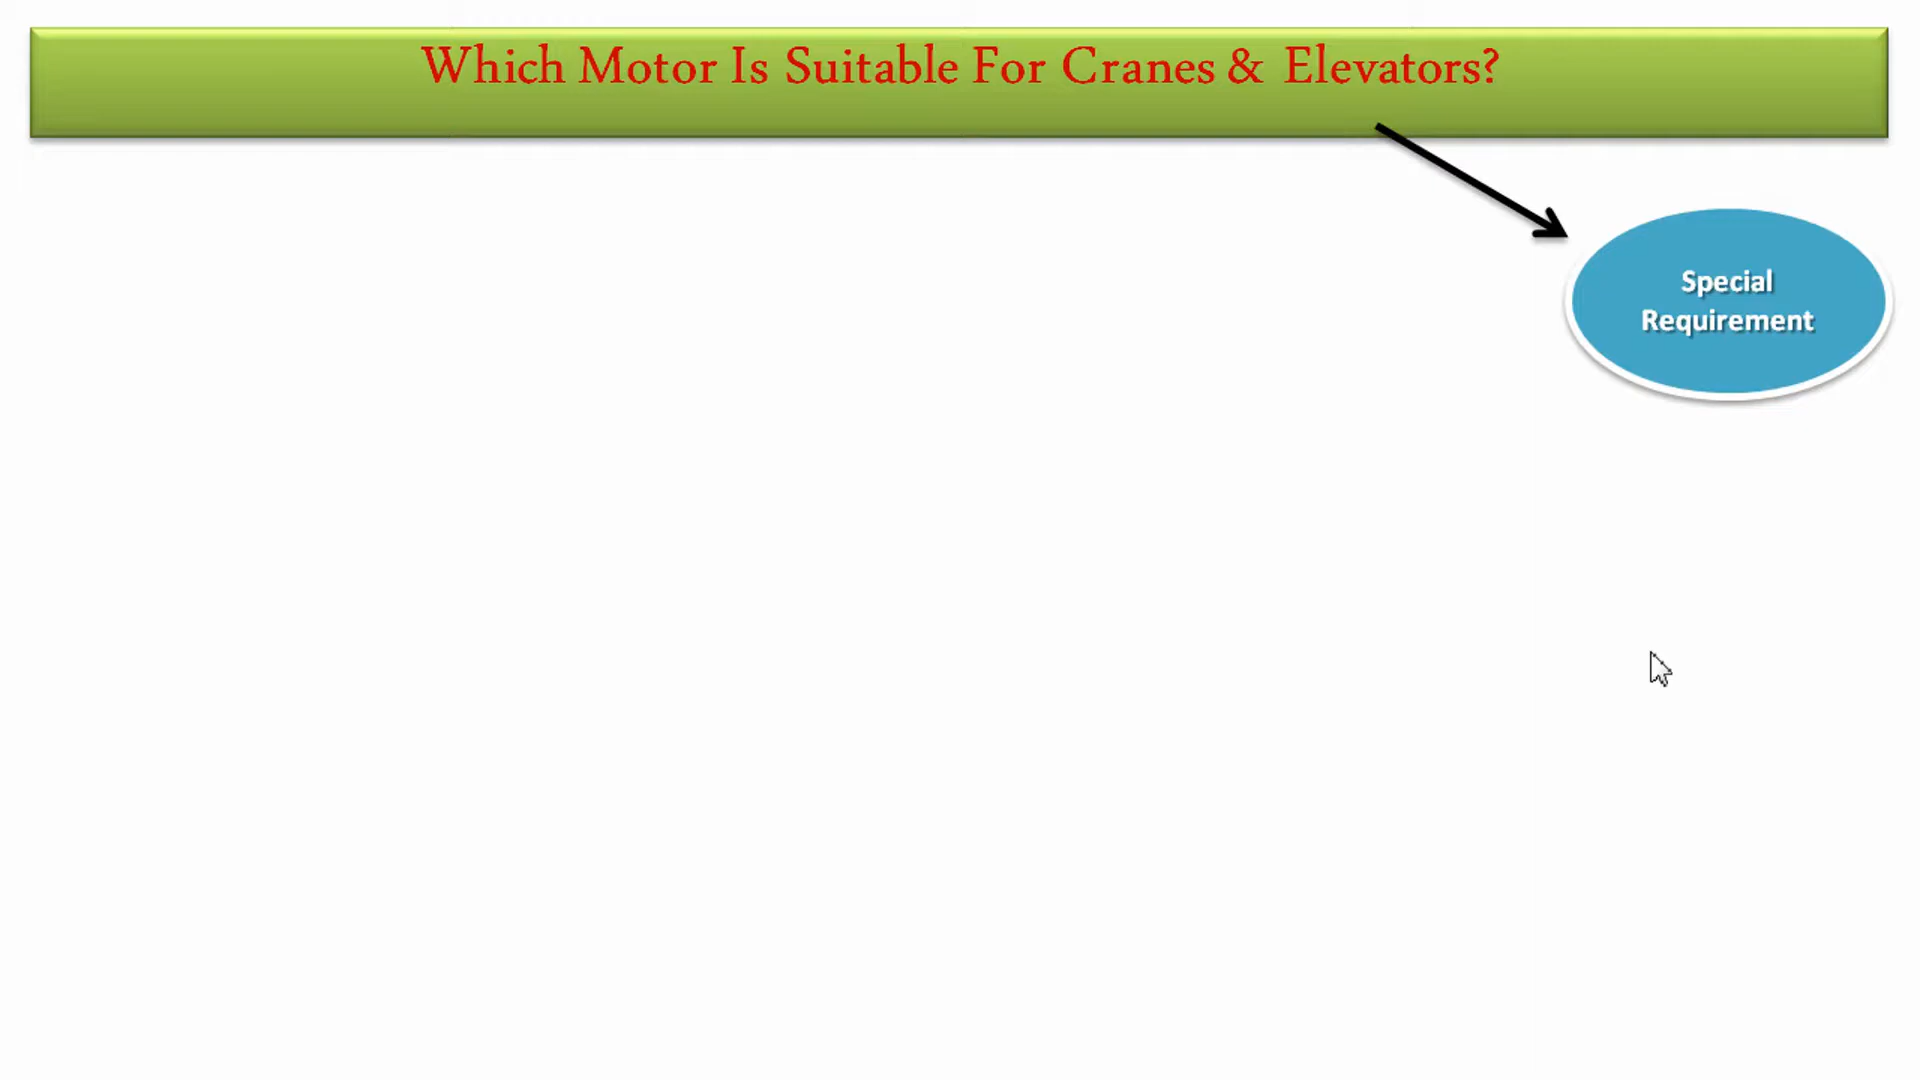 Which Motor Is Suitable For Cranes & Elevators?
Special
Requirement